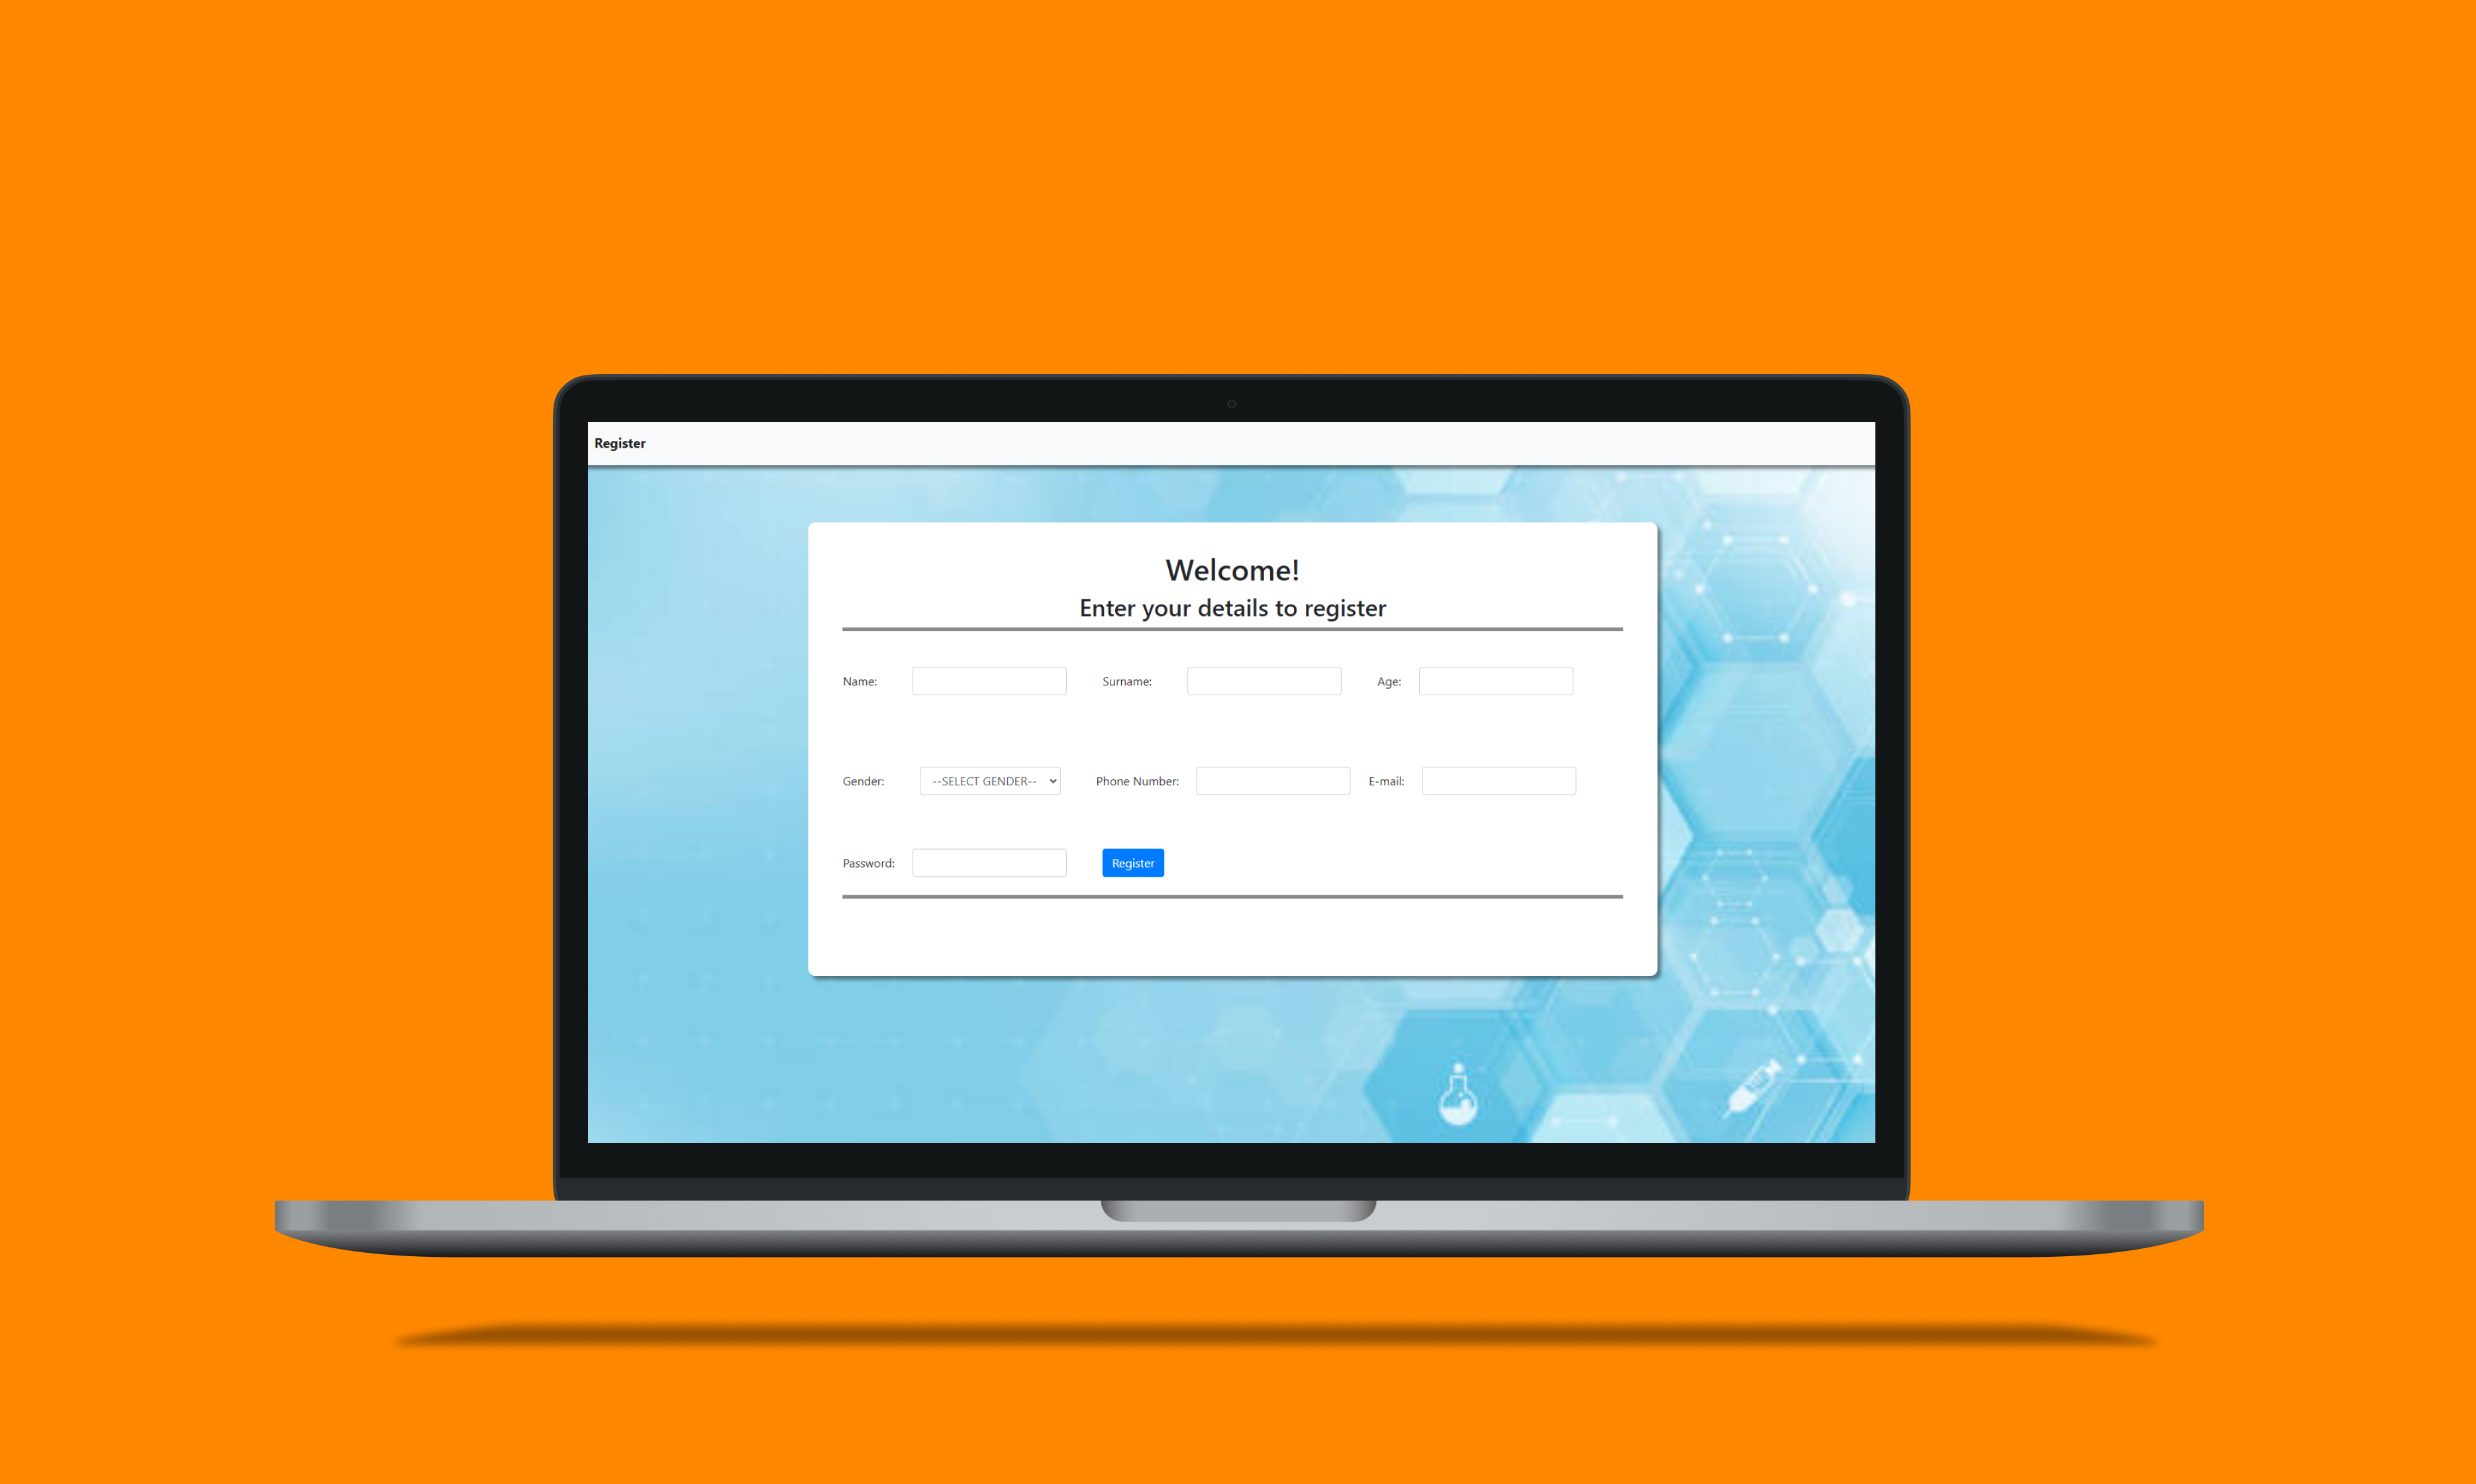 Register
Welcome!
Enter your details to register
Name: Surname: Age:
Gender: --SELECT GENDER-- Phone Number: E-mail:
Password: Register